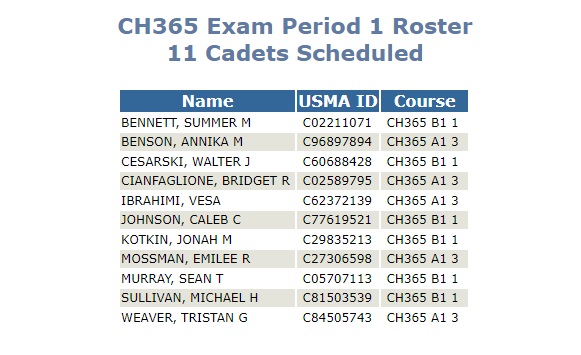 CH365 Exam Period 1 Roster
11 Cadets Scheduled
Name USMA ID Course
BENNETT, SUMMER M C02211071 CH365 B1 1
BENSON, ANNIKA M C96897894 CH365 A1 3
CESARSKI, WALTER J C60688428 CH365 B1 1
CIANFAGLIONE, BRIDGET R C02589795 CH365 A1 3
IBRAHIMI, VESA C62372139 CH365 A1 3
JOHNSON, CALEB C C77619521 CH365 B1 1
KOTKIN, JONAH M C29835213 CH365 B1 1
MOSSMAN, EMILEE R C27306598 CH365 A1 3
MURRAY, SEAN T C05707113 CH365 B1 1
SULLIVAN, MICHAEL H C81503539 CH365 B1 1
WEAVER, TRISTAN G C84505743 CH365 A1 3